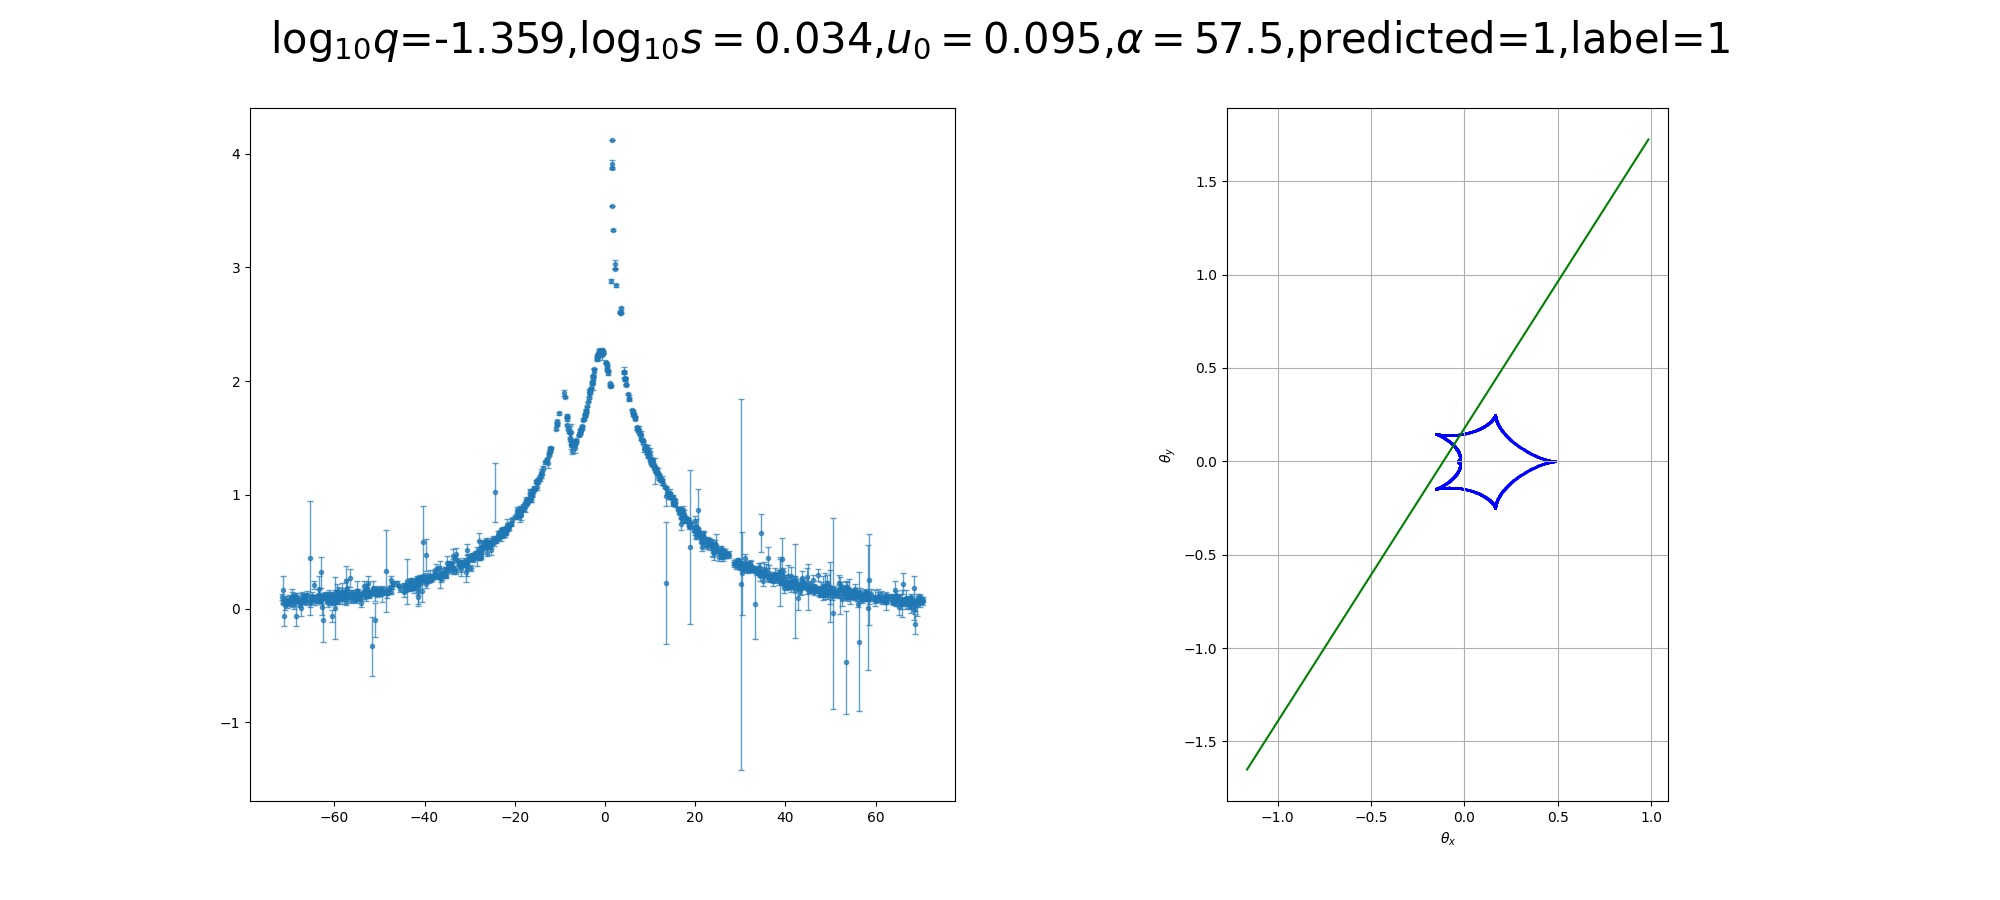 log₁₀q=-1.359,log₁₀s = 0.034,u₀ = 0.095,α = 57.5,predicted=1,label=1
4
3
2
1
0
−1
−60 −40 −20 0 20 40 60
1.5
1.0
0.5
0.0
−0.5
−1.0
−1.5
θy
−1.0 −0.5 0.0 0.5 1.0
θx